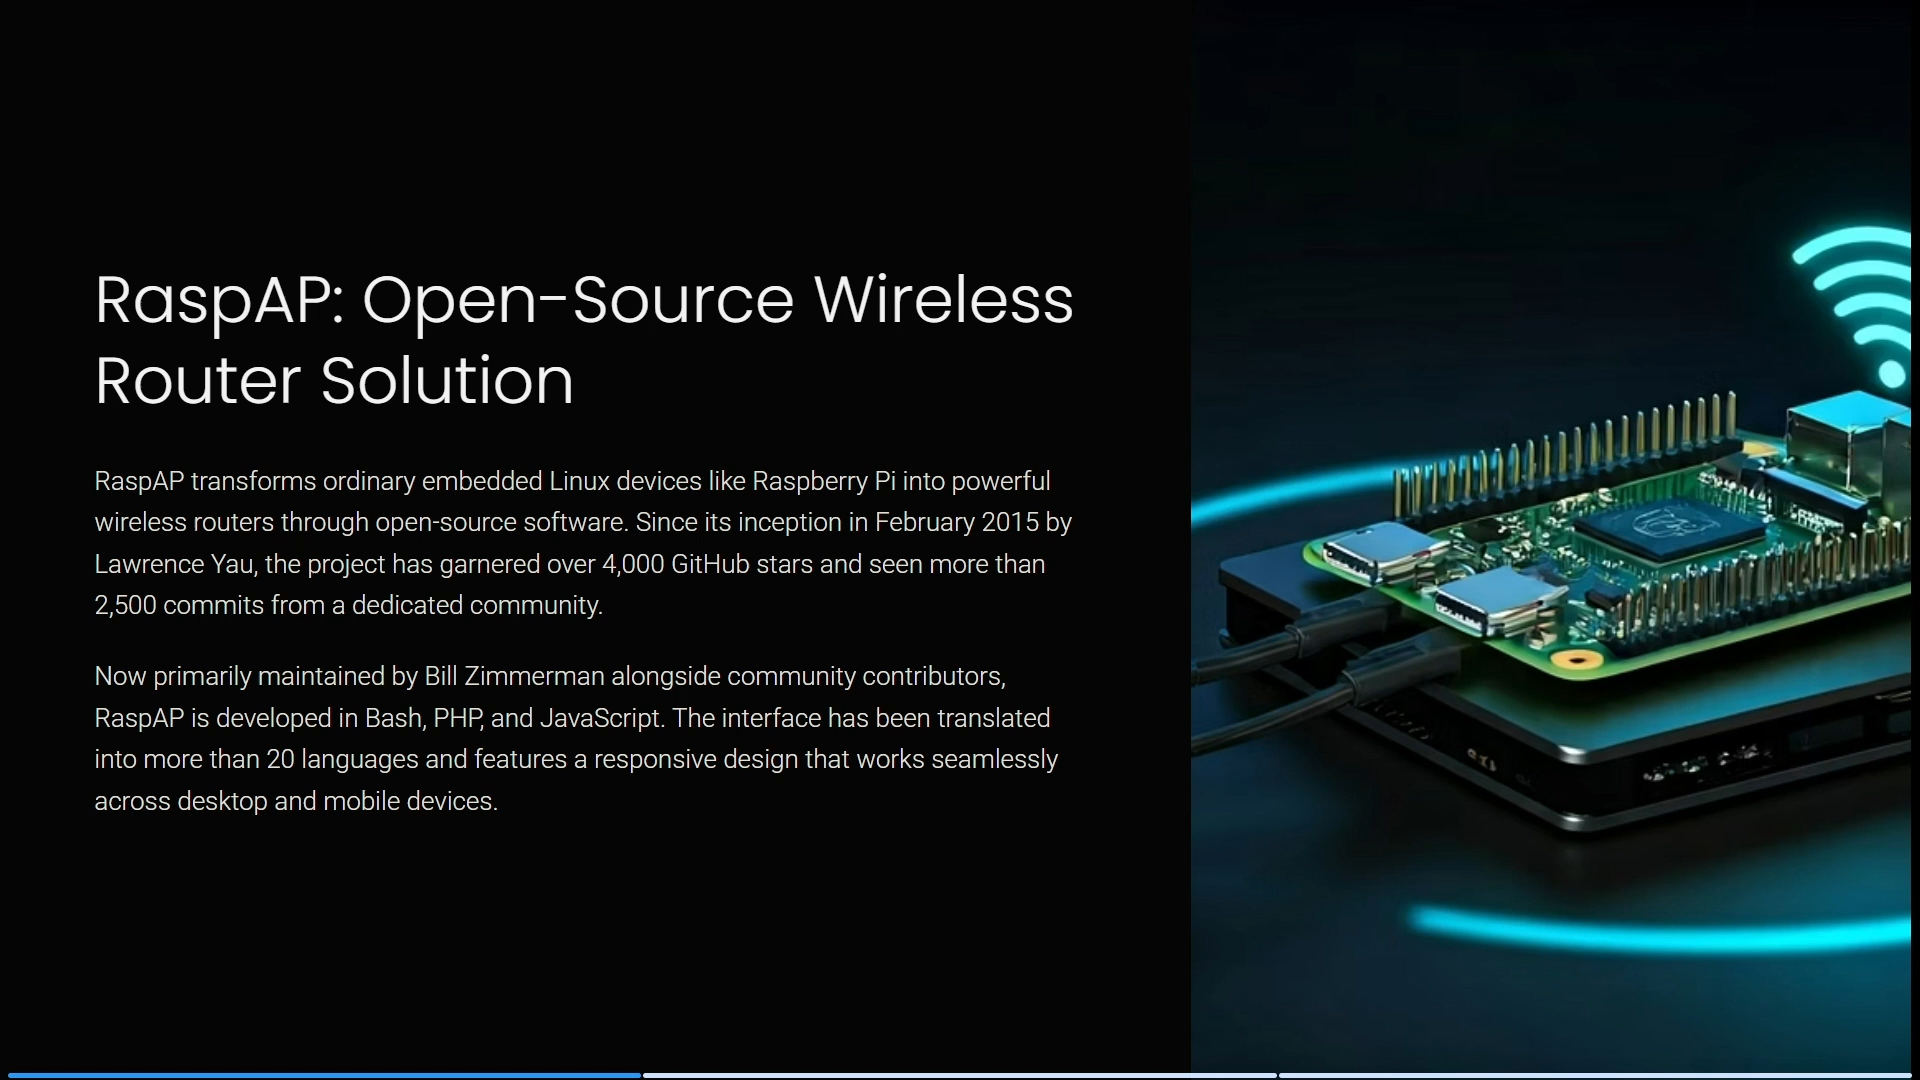 RaspAP: Open-Source Wireless
Router Solution
RaspAP transforms ordinary embedded Linux devices like Raspberry Pi into powerful
wireless routers through open-source software. Since its inception in February 2015 by
Lawrence Yau, the project has garnered over 4,000 GitHub stars and seen more than
2,500 commits from a dedicated community.
Now primarily maintained by Bill Zimmerman alongside community contributors,
RaspAP is developed in Bash, PHP, and JavaScript. The interface has been translated
into more than 20 languages and features a responsive design that works seamlessly
across desktop and mobile devices.